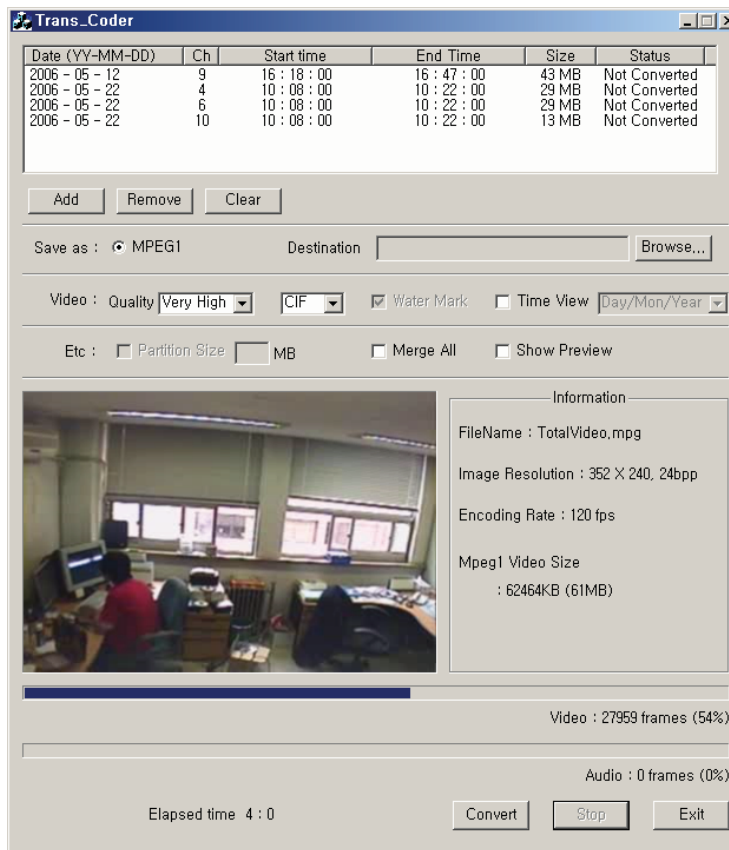 Trans_Coder
Date (YY-MM-DD) Ch Start time End Time Size Status
2006 - 05 - 12 9 16 : 18 : 00 16 : 47 : 00 43 MB Not Converted
2006 - 05 - 22 4 10 : 08 : 00 10 : 22 : 00 29 MB Not Converted
2006 - 05 - 22 6 10 : 08 : 00 10 : 22 : 00 29 MB Not Converted
2006 - 05 - 22 10 10 : 08 : 00 10 : 22 : 00 13 MB Not Converted
Add Remove Clear
Save as : MPEG1 Destination Browse...
Video : Quality Very High CIF Water Mark Time View Day/Mon/Year
Etc : Partition Size MB Merge All Show Preview
Information
FileName : TotalVideo.mpg
Image Resolution : 352 X 240, 24bpp
Encoding Rate : 120 fps
Mpeg1 Video Size
: 62464KB (61MB)
Video : 27959 frames (54%)
Audio : 0 frames (0%)
Elapsed time 4 : 0 Convert Stop Exit